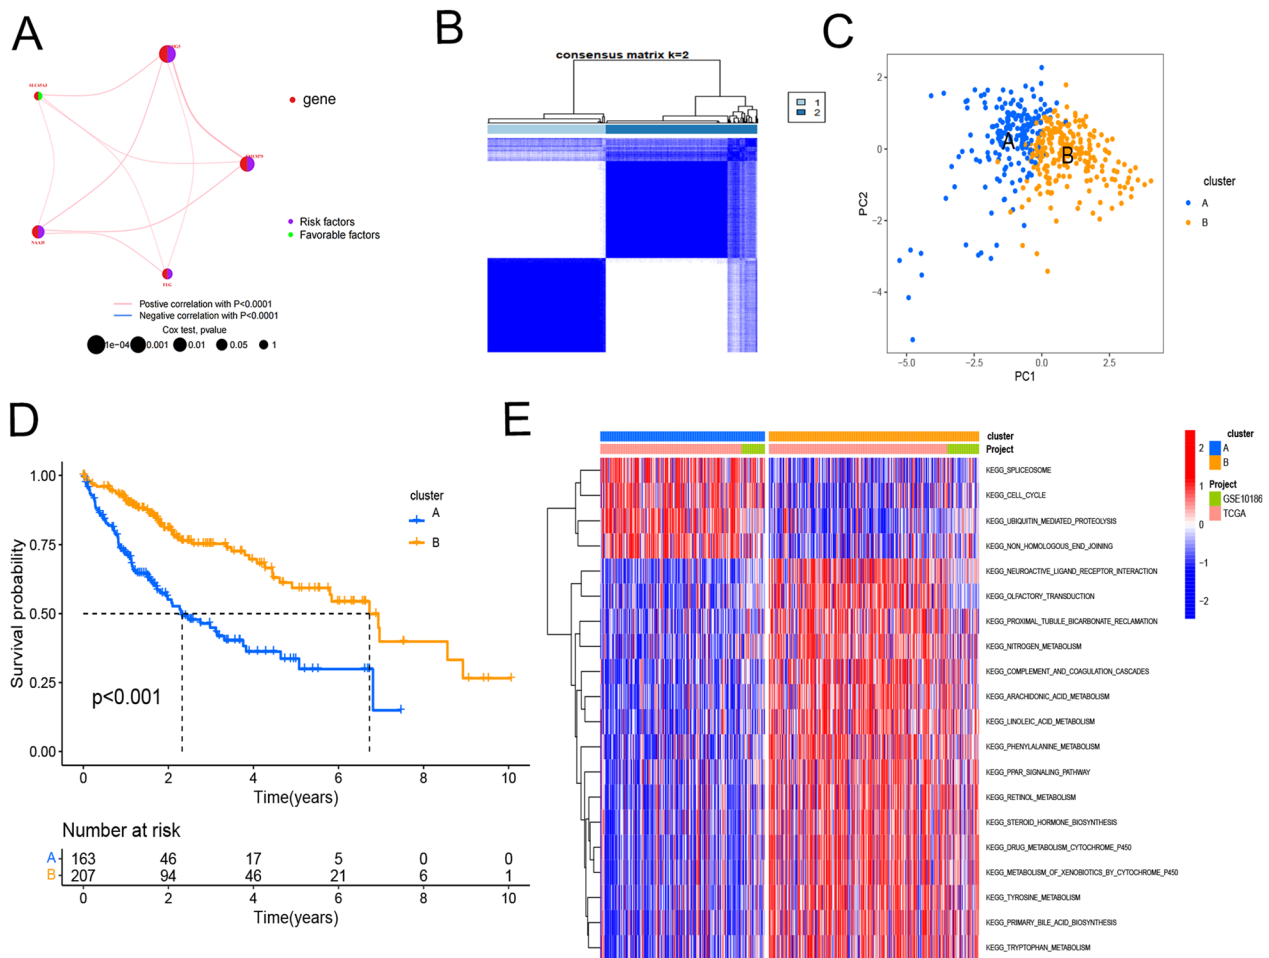 A
gene
SLC45A3
NAA10
FEG
Risk factors
Favorable factors
Postive correlation with P<0.0001
Negative correlation with P<0.0001
Cox test, pvalue
1e-04 0.001 0.01 0.05 1
B
consensus matrix k=2
1
2
C
2
0
−2
−4
PC2
A
B
−5.0 −2.5 0.0 2.5
PC1
cluster
A
B
D
1.00
0.75
0.50
0.25
0.00
Survival probability
cluster
A
B
p<0.001
0 2 4 6 8 10
Time(years)
Number at risk
A 163 46 17 5 0 0
B 207 94 46 21 6 1
0 2 4 6 8 10
Time(years)
E
cluster
Project
KEGG_SPLICEOSOME
KEGG_CELL_CYCLE
KEGG_UBIQUITIN_MEDIATED_PROTEOLYSIS
KEGG_NON_HOMOLOGOUS_END_JOINING
KEGG_NEUROACTIVE_LIGAND_RECEPTOR_INTERACTION
KEGG_OLFACTORY_TRANSDUCTION
KEGG_PROXIMAL_TUBULE_BICARBONATE_RECLAMATION
KEGG_NITROGEN_METABOLISM
KEGG_COMPLEMENT_AND_COAGULATION_CASCADES
KEGG_ARACHIDONIC_ACID_METABOLISM
KEGG_LINOLEIC_ACID_METABOLISM
KEGG_PHENYLALANINE_METABOLISM
KEGG_PPAR_SIGNALING_PATHWAY
KEGG_RETINOL_METABOLISM
KEGG_STEROID_HORMONE_BIOSYNTHESIS
KEGG_DRUG_METABOLISM_CYTOCHROME_P450
KEGG_METABOLISM_OF_XENOBIOTICS_BY_CYTOCHROME_P450
KEGG_TYROSINE_METABOLISM
KEGG_PRIMARY_BILE_ACID_BIOSYNTHESIS
KEGG_TRYPTOPHAN_METABOLISM
2
1
0
−1
−2
cluster
A
B
Project
GSE10186
TCGA